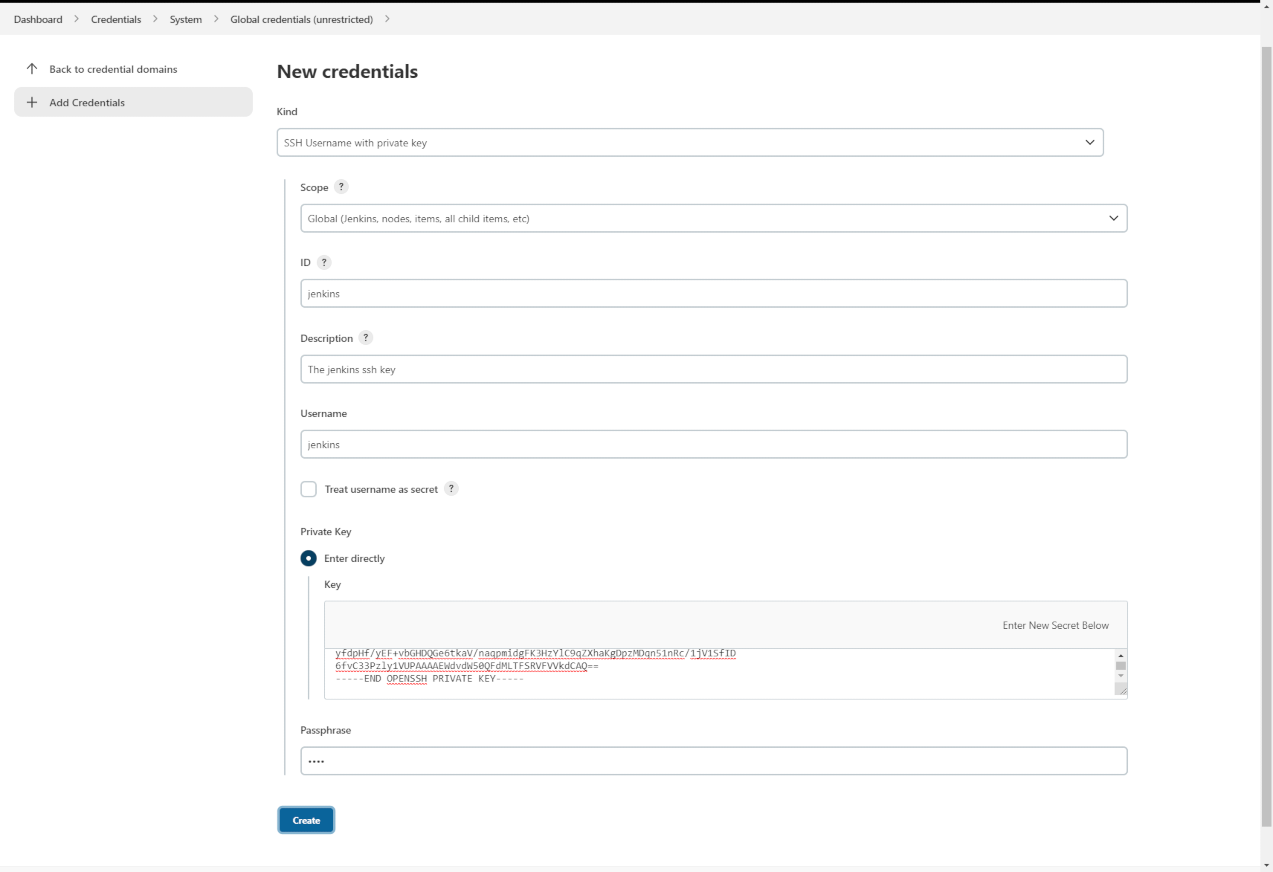 Dashboard > Credentials > System > Global credentials (unrestricted) >
Back to credential domains
Add Credentials
New credentials
Kind
SSH Username with private key
Scope ?
Global (Jenkins, nodes, items, all child items, etc)
ID ?
jenkins
Description ?
The jenkins ssh key
Username
jenkins
Treat username as secret ?
Private Key
Enter directly
Key
Enter New Secret Below
yfdpHf/yEF+vbGHDQGe6tkaV/naqpmidgFK3HzYlC9qZXhaKgDpzMDqn51nRc/1jV15fID
6fvC33Pzly1VUPAAAAEWdvdW50QFdMLTFSRVFVVkdCAQ==
-----END OPENSSH PRIVATE KEY-----
Passphrase
••••
Create